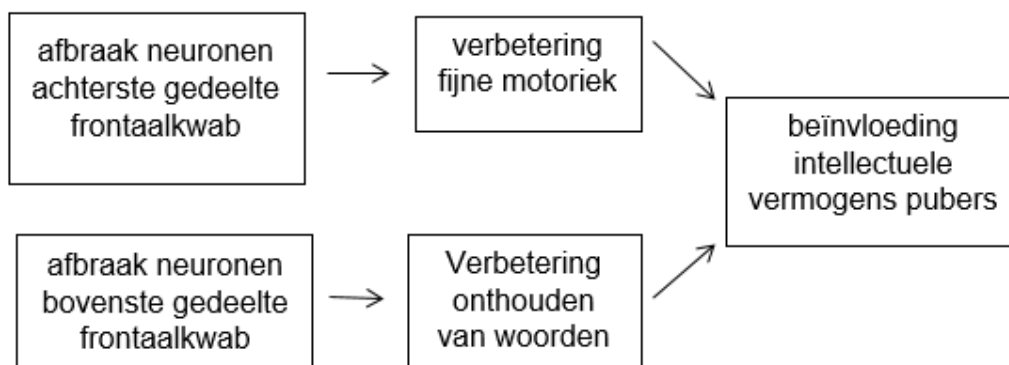 afbraak neuronen
achterste gedeelte
frontaalkwab
verbetering
fijne motoriek
beïnvloeding
intellectuele
vermogens pubers
afbraak neuronen
bovenste gedeelte
frontaalkwab
Verbetering
onthouden
van woorden